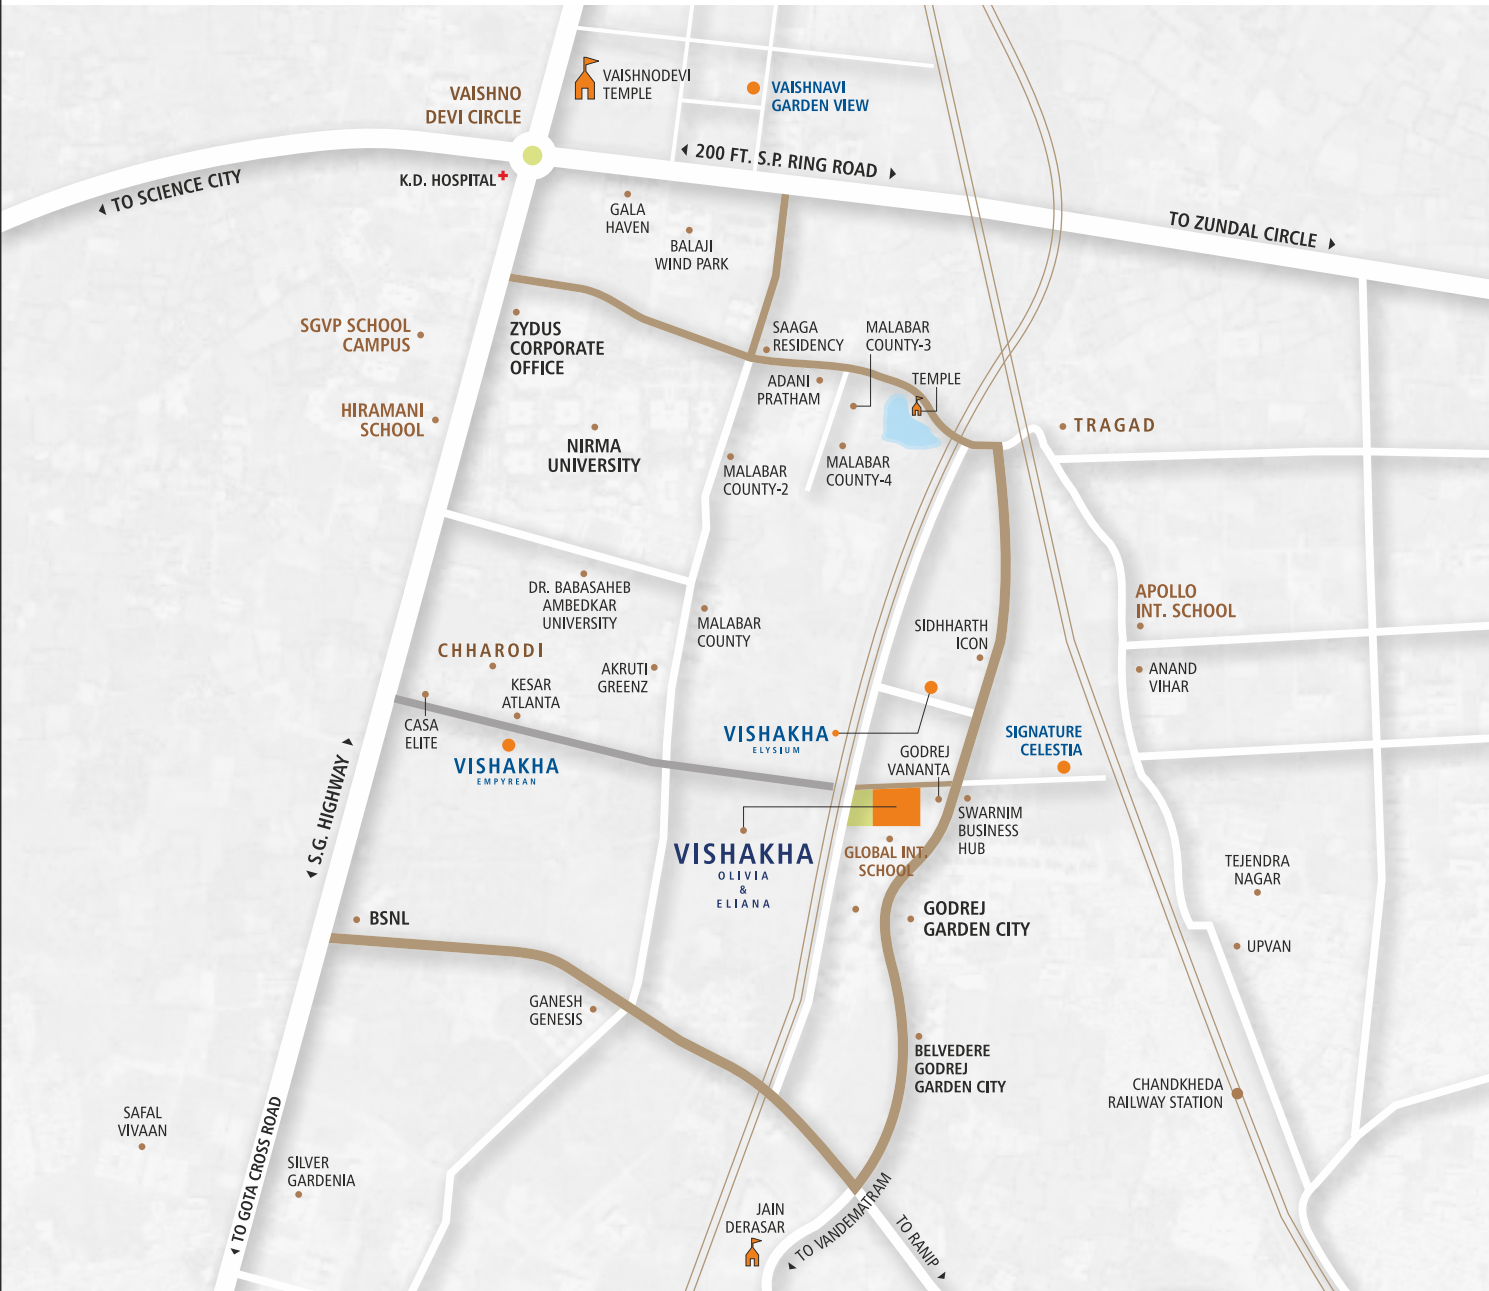 VAISHNODEVI
TEMPLE
VAISHNAVI
GARDEN VIEW
VAISHNO
DEVI CIRCLE
200 FT. S.P. RING ROAD
K.D. HOSPITAL
TO SCIENCE CITY
GALA
HAVEN
BALAJI
WIND PARK
TO ZUNDAL CIRCLE
SGVP SCHOOL
CAMPUS
ZYDUS
CORPORATE
OFFICE
SAAGA
RESIDENCY
MALABAR
COUNTY-3
ADANI
PRATHAM
TEMPLE
HIRAMANI
SCHOOL
TRAGAD
NIRMA
UNIVERSITY
MALABAR
COUNTY-2
MALABAR
COUNTY-4
DR. BABASAHEB
AMBEDKAR
UNIVERSITY
MALABAR
COUNTY
SIDHHARTH
ICON
APOLLO
INT. SCHOOL
CHHARODI
AKRUTI
GREENZ
KESAR
ATLANTA
ANAND
VIHAR
CASA
ELITE
VISHAKHA
ELYSIUM
SIGNATURE
CELESTIA
VISHAKHA
EMPYREAN
GODREJ
VANANTA
S.G. HIGHWAY
SWARNIM
BUSINESS
HUB
VISHAKHA
OLIVIA
&
ELIANA
GLOBAL INT.
SCHOOL
TEJENDRA
NAGAR
BSNL
GODREJ
GARDEN CITY
UPVAN
GANESH
GENESIS
BELVEDERE
GODREJ
GARDEN CITY
CHANDKHEDA
RAILWAY STATION
SAFAL
VIVAAN
TO GOTA CROSS ROAD
SILVER
GARDENIA
JAIN
DERASAR
TO VANDEMATRAM
TO RANIP